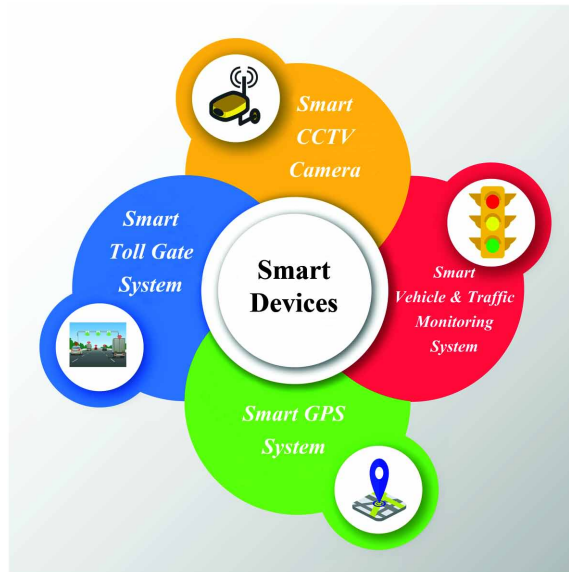 Smart
CCTV
Camera
Smart
Toll Gate
System
Smart
Devices
Smart
Vehicle & Traffic
Monitoring
System
Smart GPS
System